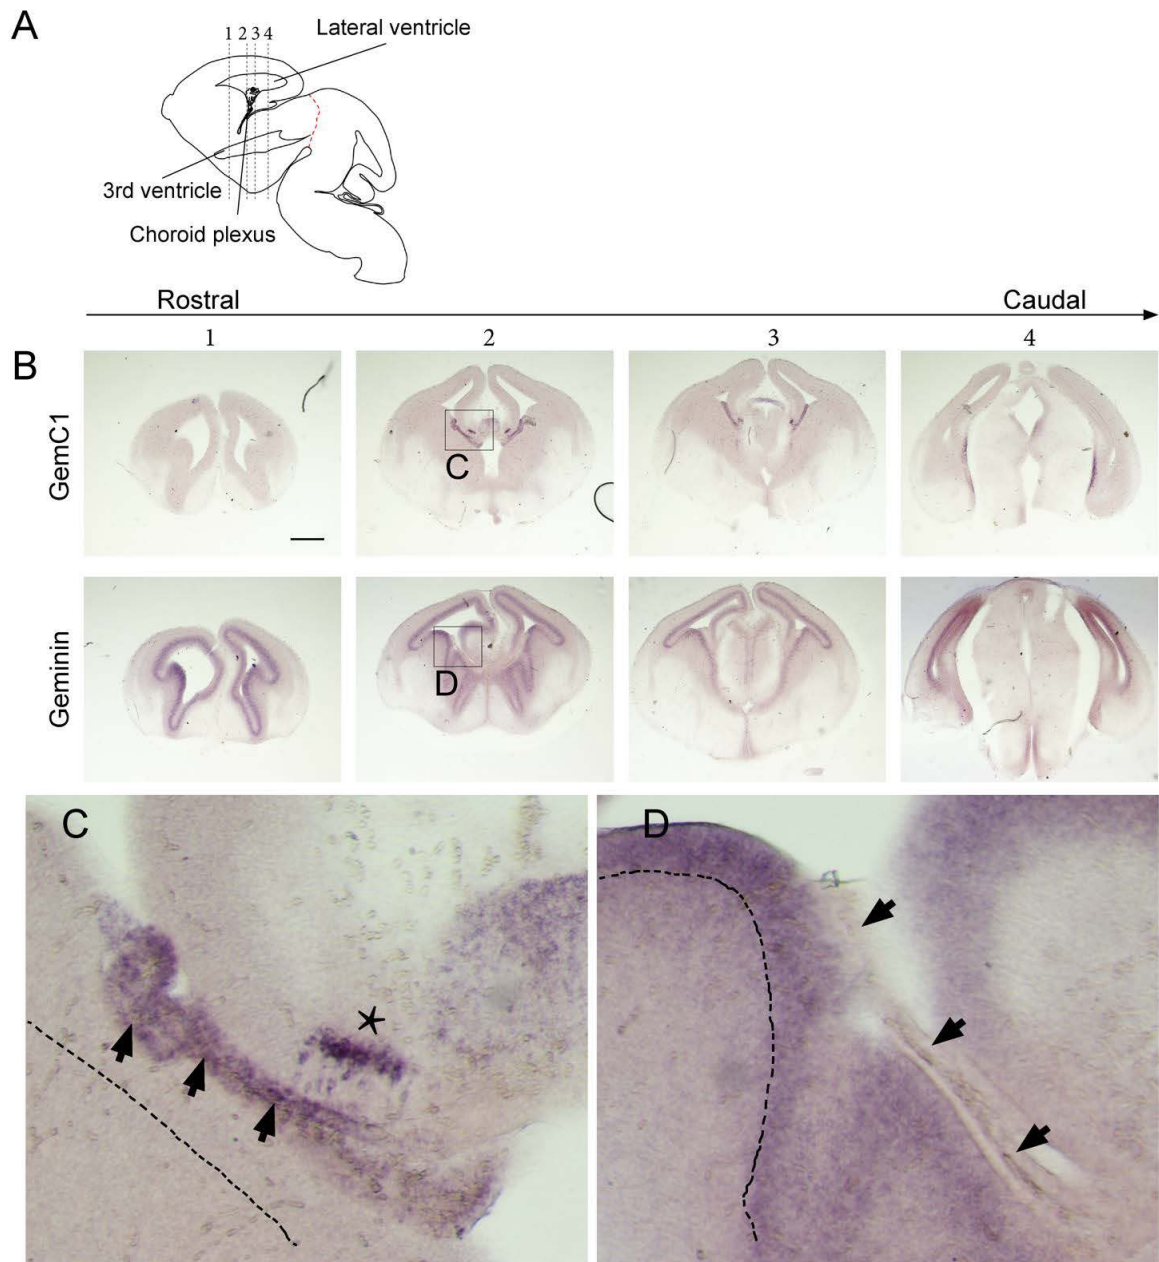 A
1 2 3 4
Lateral ventricle
3rd ventricle
Choroid plexus
Rostral
Caudal
1
2
3
4
B
GemC1
C
Geminin
D
C
D